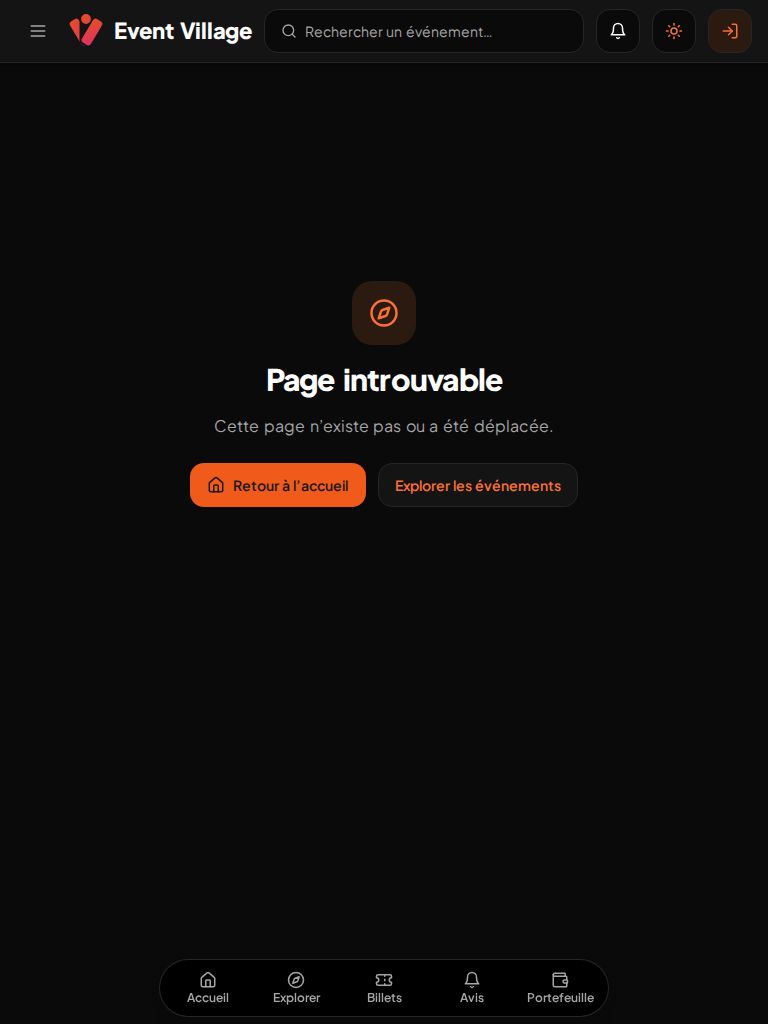 Event Village
Rechercher un événement…
Page introuvable
Cette page n’existe pas ou a été déplacée.
Retour à l’accueil
Explorer les événements
Accueil
Explorer
Billets
Avis
Portefeuille